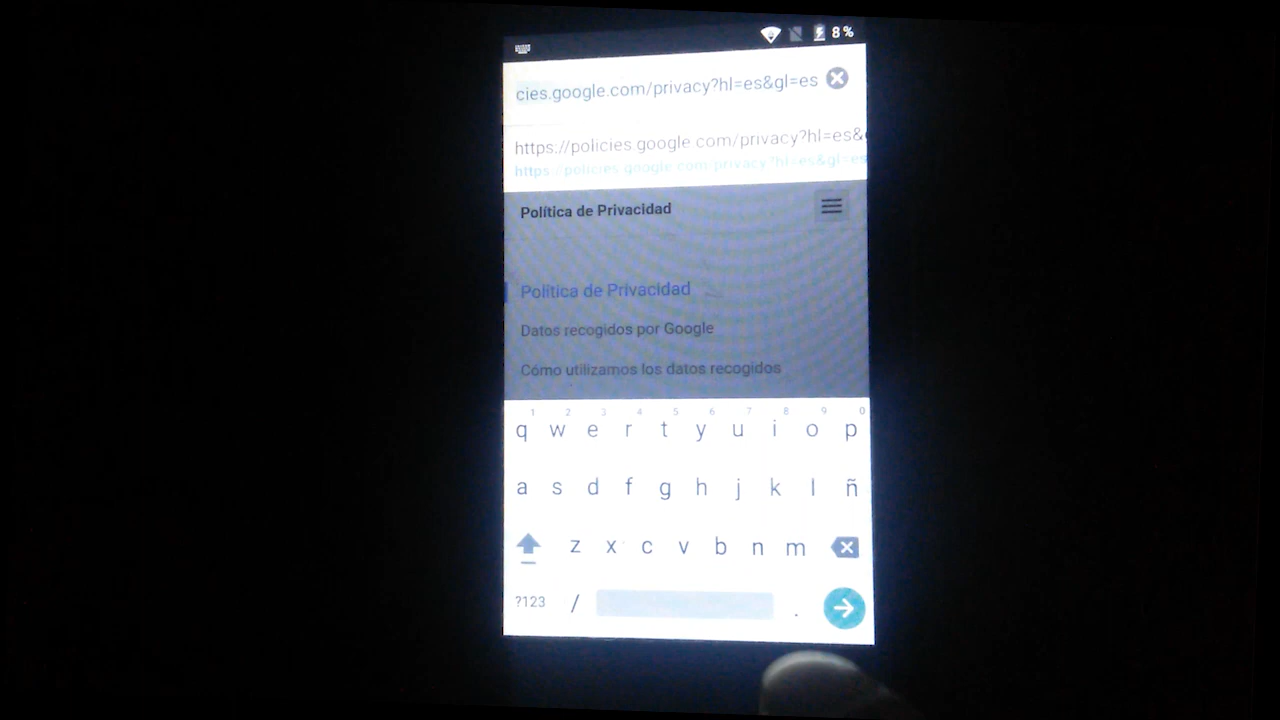 8 %
cies.google.com/privacy?hl=es&gl=es
https://policies.google.com/privacy?hl=es&
https://policies.google.com/privacy?hl=es&gl=es
Política de Privacidad
Política de Privacidad
Datos recogidos por Google
Cómo utilizamos los datos recogidos
1 2 3 4 5 6 7 8 9 0
q w e r t y u i o p
a s d f g h j k l ñ
z x c v b n m
?123 / .